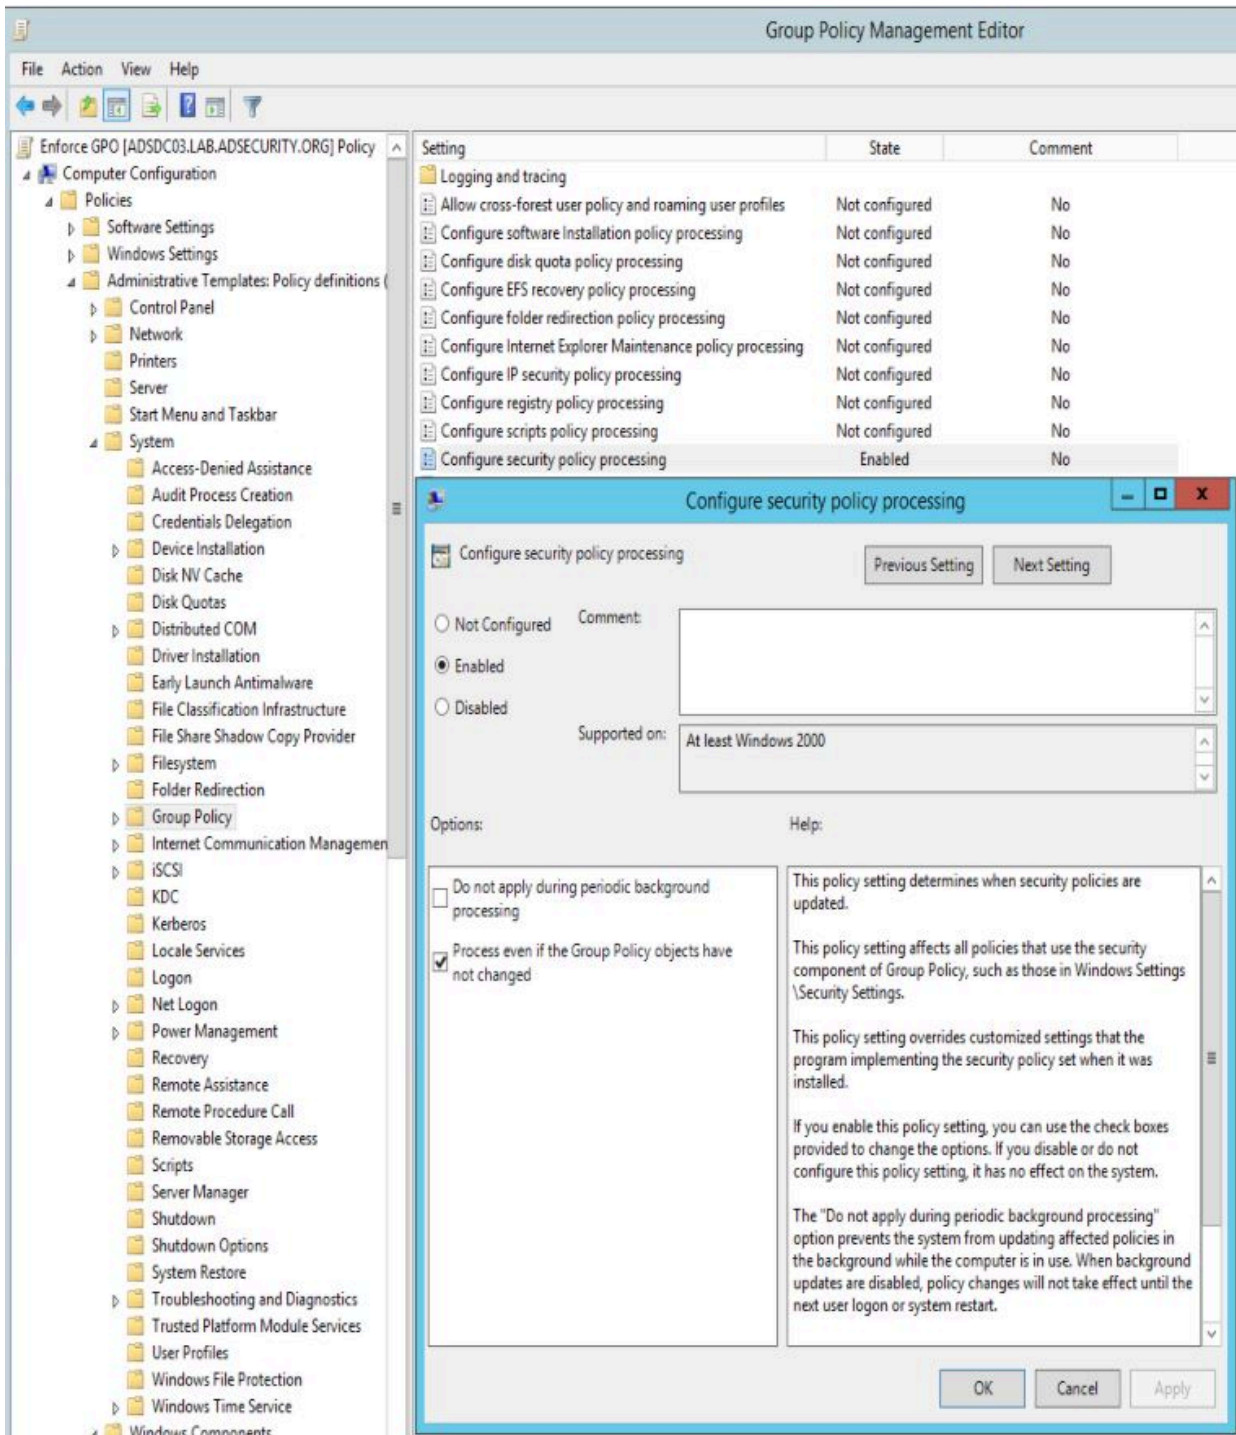 Group Policy Management Editor
File Action View Help
Enforce GPO [ADSDC03.LAB.ADSECURITY.ORG] Policy
Computer Configuration
Policies
Software Settings
Windows Settings
Administrative Templates: Policy definitions (
Control Panel
Network
Printers
Server
Start Menu and Taskbar
System
Access-Denied Assistance
Audit Process Creation
Credentials Delegation
Device Installation
Disk NV Cache
Disk Quotas
Distributed COM
Driver Installation
Early Launch Antimalware
File Classification Infrastructure
File Share Shadow Copy Provider
Filesystem
Folder Redirection
Group Policy
Internet Communication Managemen
iSCSI
KDC
Kerberos
Locale Services
Logon
Net Logon
Power Management
Recovery
Remote Assistance
Remote Procedure Call
Removable Storage Access
Scripts
Server Manager
Shutdown
Shutdown Options
System Restore
Troubleshooting and Diagnostics
Trusted Platform Module Services
User Profiles
Windows File Protection
Windows Time Service
Windows Components
Setting State Comment
Logging and tracing
Allow cross-forest user policy and roaming user profiles Not configured No
Configure software Installation policy processing Not configured No
Configure disk quota policy processing Not configured No
Configure EFS recovery policy processing Not configured No
Configure folder redirection policy processing Not configured No
Configure Internet Explorer Maintenance policy processing Not configured No
Configure IP security policy processing Not configured No
Configure registry policy processing Not configured No
Configure scripts policy processing Not configured No
Configure security policy processing Enabled No
Configure security policy processing
Configure security policy processing
Previous Setting Next Setting
Not Configured Comment:
Enabled
Disabled
Supported on: At least Windows 2000
Options:
Do not apply during periodic background
processing
Process even if the Group Policy objects have
not changed
Help:
This policy setting determines when security policies are
updated.
This policy setting affects all policies that use the security
component of Group Policy, such as those in Windows Settings
\Security Settings.
This policy setting overrides customized settings that the
program implementing the security policy set when it was
installed.
If you enable this policy setting, you can use the check boxes
provided to change the options. If you disable or do not
configure this policy setting, it has no effect on the system.
The "Do not apply during periodic background processing"
option prevents the system from updating affected policies in
the background while the computer is in use. When background
updates are disabled, policy changes will not take effect until the
next user logon or system restart.
OK Cancel Apply